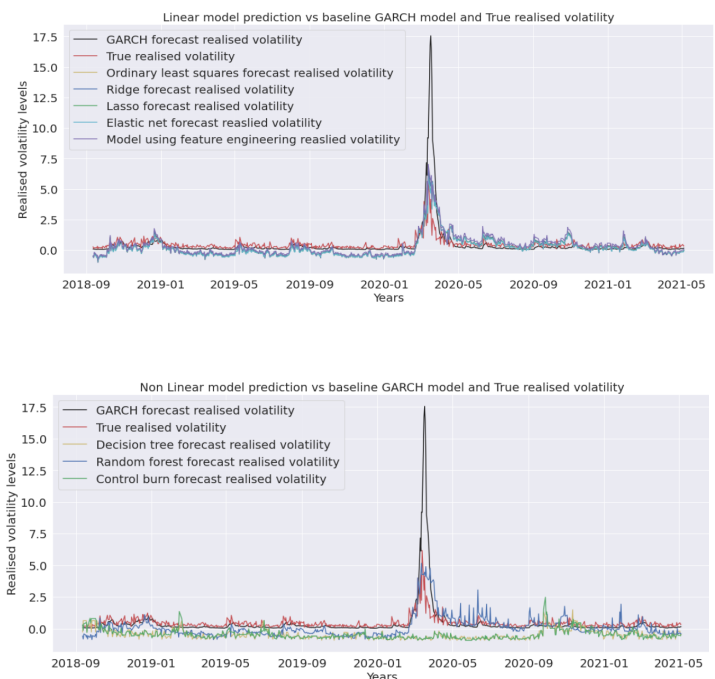 Linear model prediction vs baseline GARCH model and True realised volatility
17.5
15.0
12.5
10.0
7.5
5.0
2.5
0.0
Realised volatility levels
GARCH forecast realised volatility
True realised volatility
Ordinary least squares forecast realised volatility
Ridge forecast realised volatility
Lasso forecast realised volatility
Elastic net forecast reaslied volatility
Model using feature engineering reaslied volatility
2018-09 2019-01 2019-05 2019-09 2020-01 2020-05 2020-09 2021-01 2021-05
Years
Non Linear model prediction vs baseline GARCH model and True realised volatility
17.5
15.0
12.5
10.0
7.5
5.0
2.5
0.0
Realised volatility levels
GARCH forecast realised volatility
True realised volatility
Decision tree forecast realised volatility
Random forest forecast realised volatility
Control burn forecast realised volatility
2018-09 2019-01 2019-05 2019-09 2020-01 2020-05 2020-09 2021-01 2021-05
Years